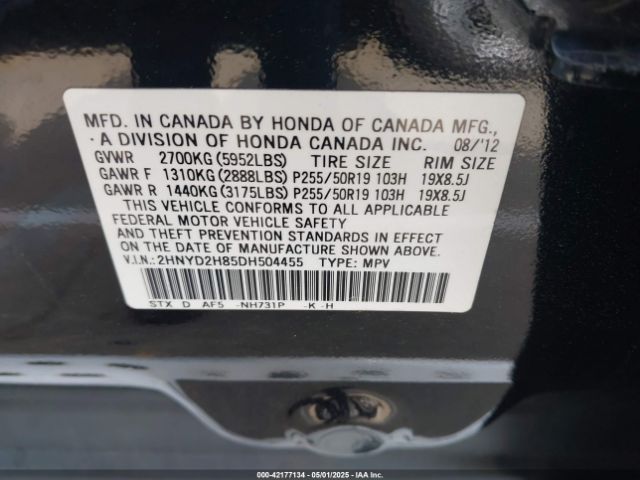 MFD. IN CANADA BY HONDA OF CANADA MFG.,
A DIVISION OF HONDA CANADA INC. 08/'12
GVWR 2700KG (5952LBS) TIRE SIZE RIM SIZE
GAWR F 1310KG (2888LBS) P255/50R19 103H 19X8.5J
GAWR R 1440KG (3175LBS) P255/50R19 103H 19X8.5J
THIS VEHICLE CONFORMS TO ALL APPLICABLE
FEDERAL MOTOR VEHICLE SAFETY
AND THEFT PREVENTION STANDARDS IN EFFECT
ON THE DATE OF MANUFACTURE SHOWN ABOVE.
V.I.N.: 2HNYD2H85DH504455 TYPE: MPV
STX D AF5 -NH731P -K -H
000-42177134 - 05/01/2025 - IAA Inc.